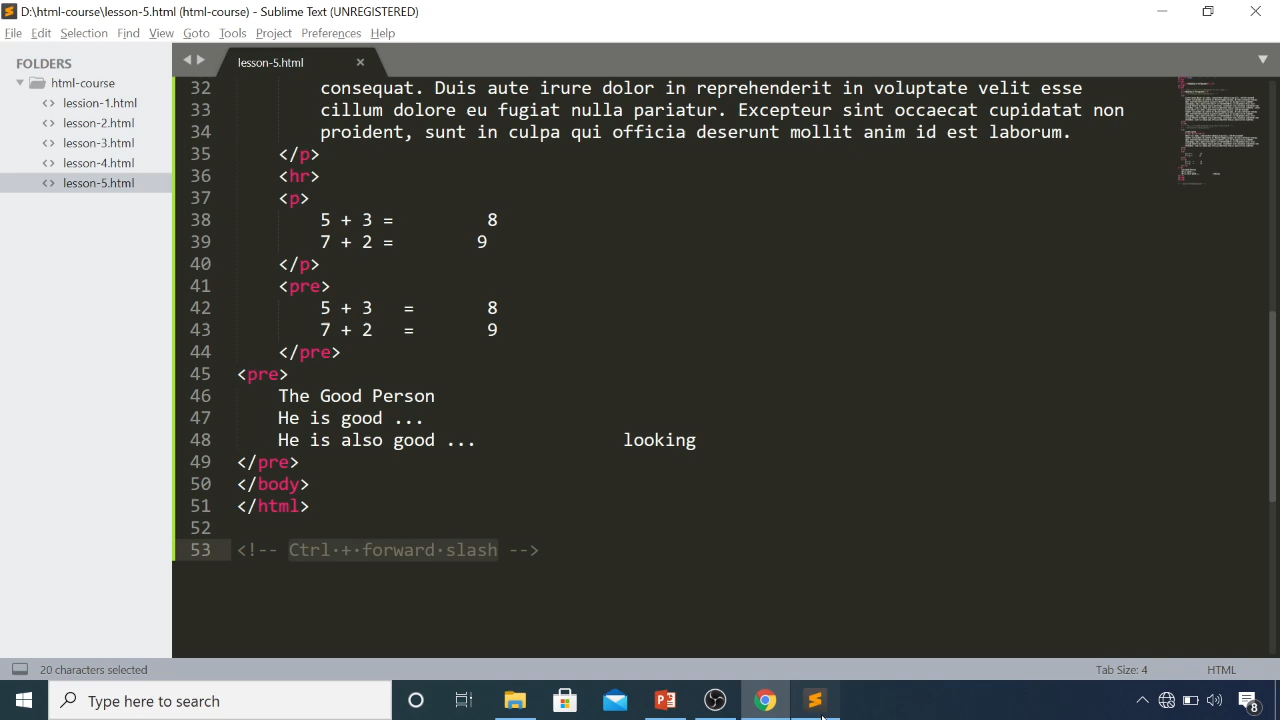 D:\html-course\lesson-5.html (html-course) - Sublime Text (UNREGISTERED)
File Edit Selection Find View Goto Tools Project Preferences Help
FOLDERS
html-course
lession-1.html
lesson-2.html
lesson-3.html
lesson-4.html
lesson-5.html
lesson-5.html
32 consequat. Duis aute irure dolor in reprehenderit in voluptate velit esse
33 cillum dolore eu fugiat nulla pariatur. Excepteur sint occaecat cupidatat non
34 proident, sunt in culpa qui officia deserunt mollit anim id est laborum.
35 </p>
36 <hr>
37 <p>
38 5 + 3 = 8
39 7 + 2 = 9
40 </p>
41 <pre>
42 5 + 3 = 8
43 7 + 2 = 9
44 </pre>
45 <pre>
46 The Good Person
47 He is good ...
48 He is also good ... looking
49 </pre>
50 </body>
51 </html>
52
53 <!-- Ctrl·+·forward·slash -->
20 characters selected Tab Size: 4 HTML
Type here to search
8